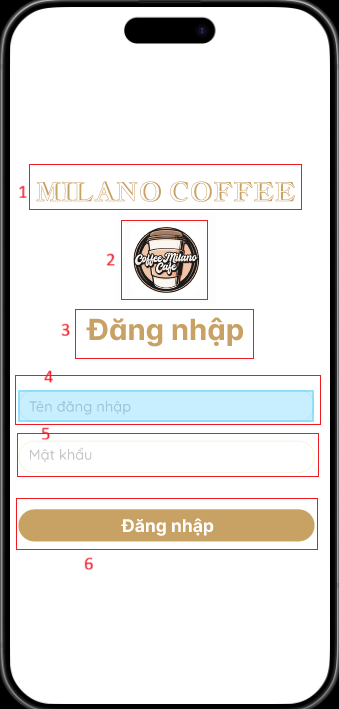 1 MILANO COFFEE
2
Coffee Milano
Cafe
3 Đăng nhập
4
Tên đăng nhập
5
Mật khẩu
Đăng nhập
6